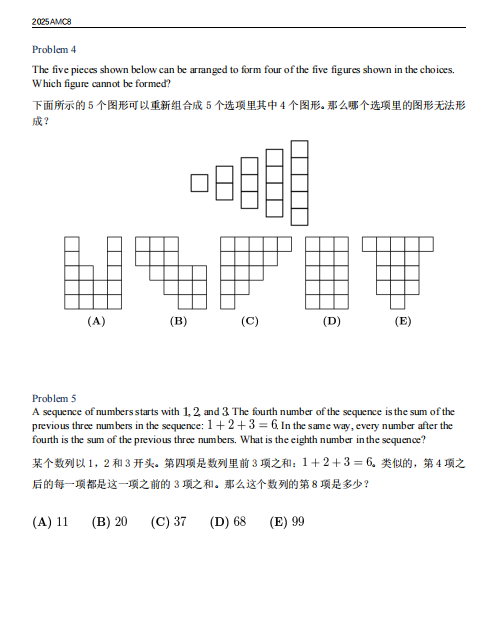 2025AMC8
Problem 4
The five pieces shown below can be arranged to form four of the five figures shown in the choices.
Which figure cannot be formed?
下面所示的 5 个图形可以重新组合成 5 个选项里其中 4 个图形。那么哪个选项里的图形无法形
成？
(A) (B) (C) (D) (E)
Problem 5
A sequence of numbers starts with 1, 2, and 3. The fourth number of the sequence is the sum of the
previous three numbers in the sequence: 1 + 2 + 3 = 6. In the same way, every number after the
fourth is the sum of the previous three numbers. What is the eighth number in the sequence?
某个数列以 1，2 和 3 开头。第四项是数列里前 3 项之和：1 + 2 + 3 = 6。类似的，第 4 项之
后的每一项都是这一项之前的 3 项之和。那么这个数列的第 8 项是多少？
(A) 11 (B) 20 (C) 37 (D) 68 (E) 99